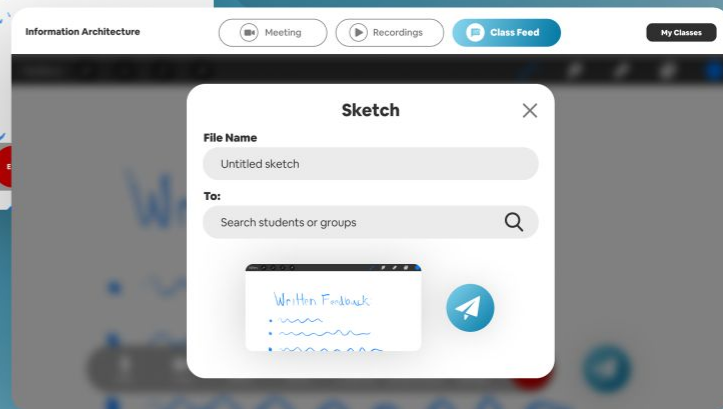 Information Architecture
Meeting
Recordings
Class Feed
My Classes
Sketch
File Name
Untitled sketch
To:
Search students or groups
Written Feedback